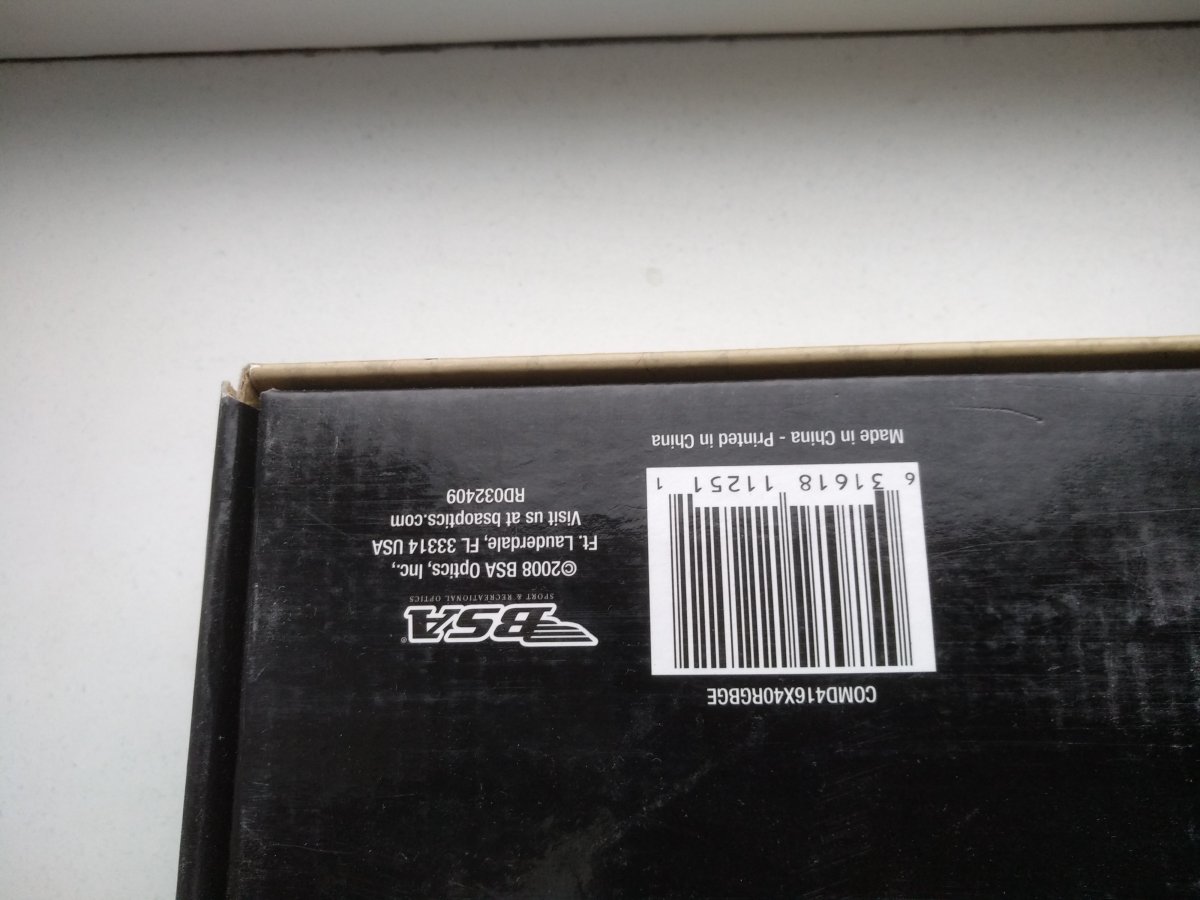 COMD416X40RGBGE
6 31618 11251 1
Made in China - Printed in China
BSA®
SPORT & RECREATIONAL OPTICS
©2008 BSA Optics, Inc.,
Ft. Lauderdale, FL 33314 USA
Visit us at bsaoptics.com
RD032409